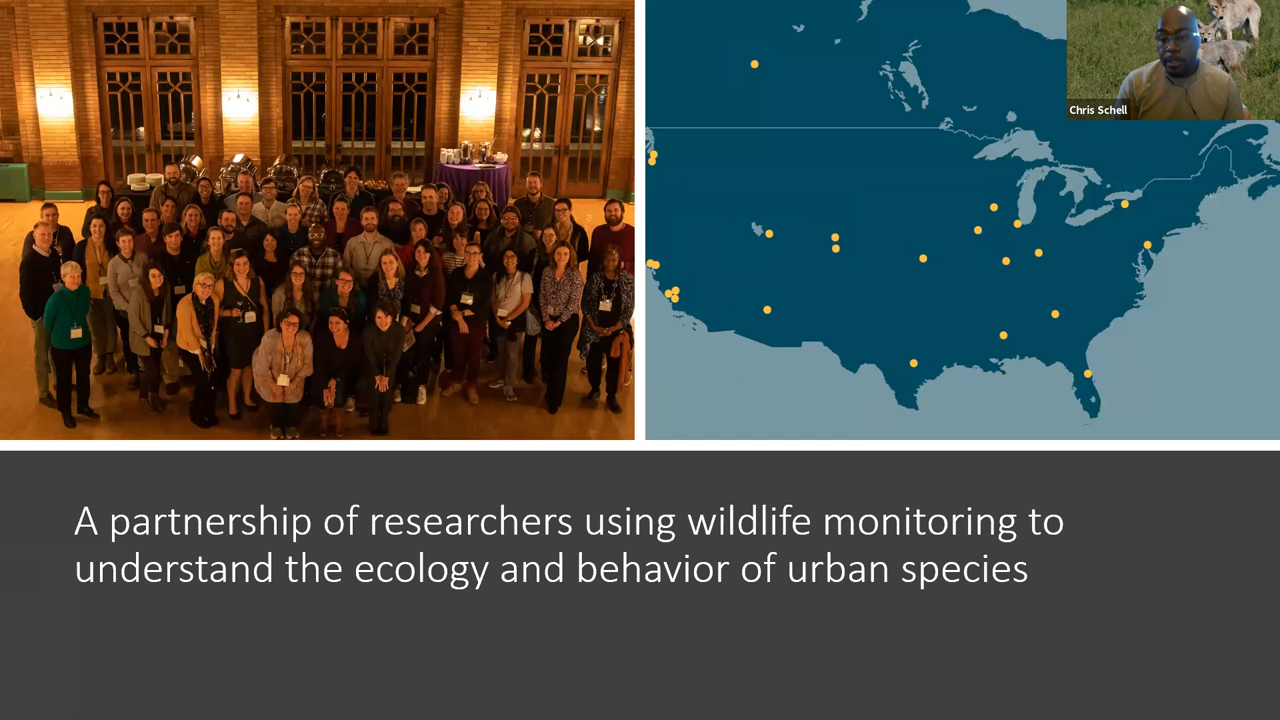 Chris Schell
A partnership of researchers using wildlife monitoring to
understand the ecology and behavior of urban species